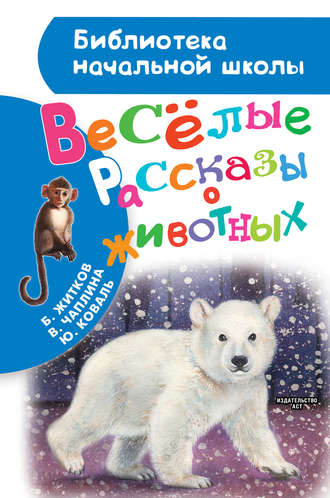 Библиотека
начальной школы
Весёлые
Рассказы
о
животных
Б. ЖИТКОВ
В. ЧАПЛИНА
Ю. КОВАЛЬ
ИЗДАТЕЛЬСТВО
АСТ